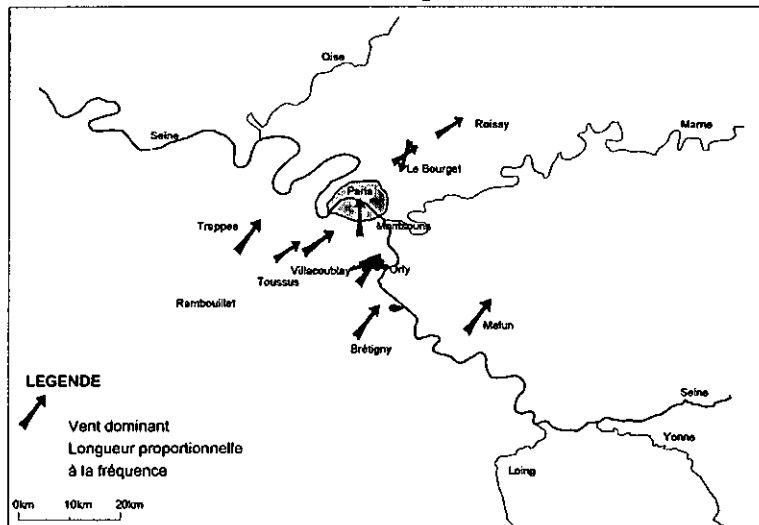 Oise
Seine
Roissy
Marne
Le Bourget
Paris
Montsouris
Trappes
Villacoublay
Orly
Toussus
Rambouillet
Melun
Brétigny
LEGENDE
Vent dominant
Longueur proportionnelle
à la fréquence
Seine
Yonne
Loing
0km 10km 20km